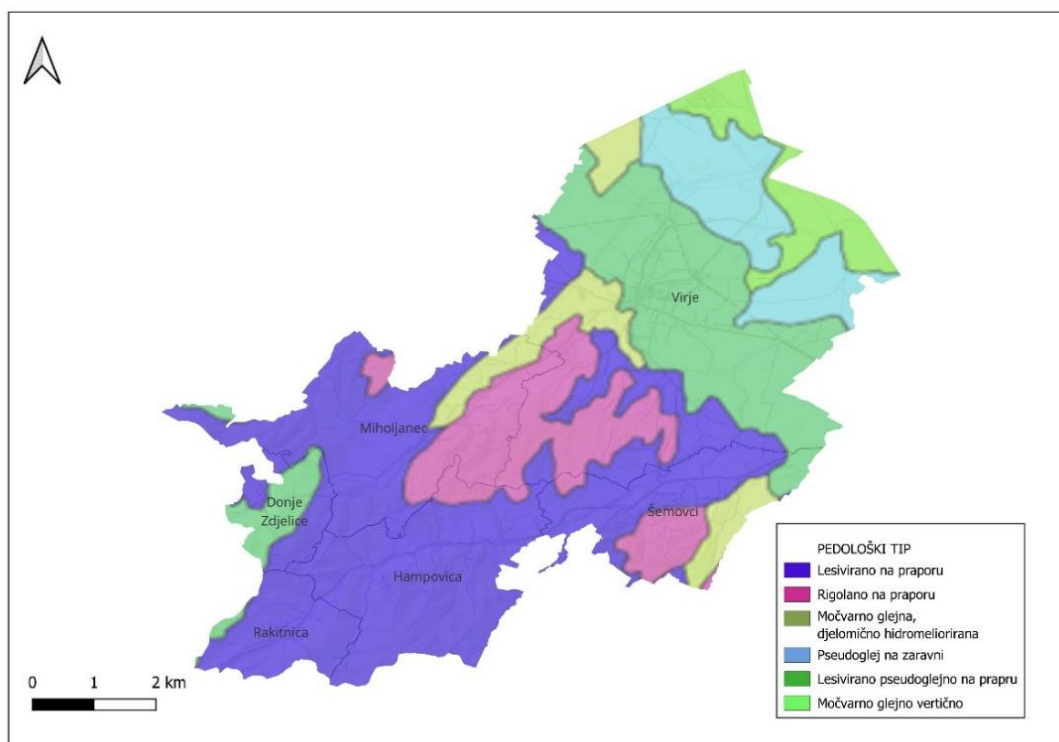 Virje
Miholjanec
Donje
Zdjelice
Šemovci
Hampovica
Rakitnica
PEDOLOŠKI TIP
Lesivirano na praporu
Rigolano na praporu
Močvarno glejna,
djelomično hidromeliorirana
Pseudoglej na zaravni
Lesivirano pseudoglejno na prapru
Močvarno glejno vertično
0 1 2 km